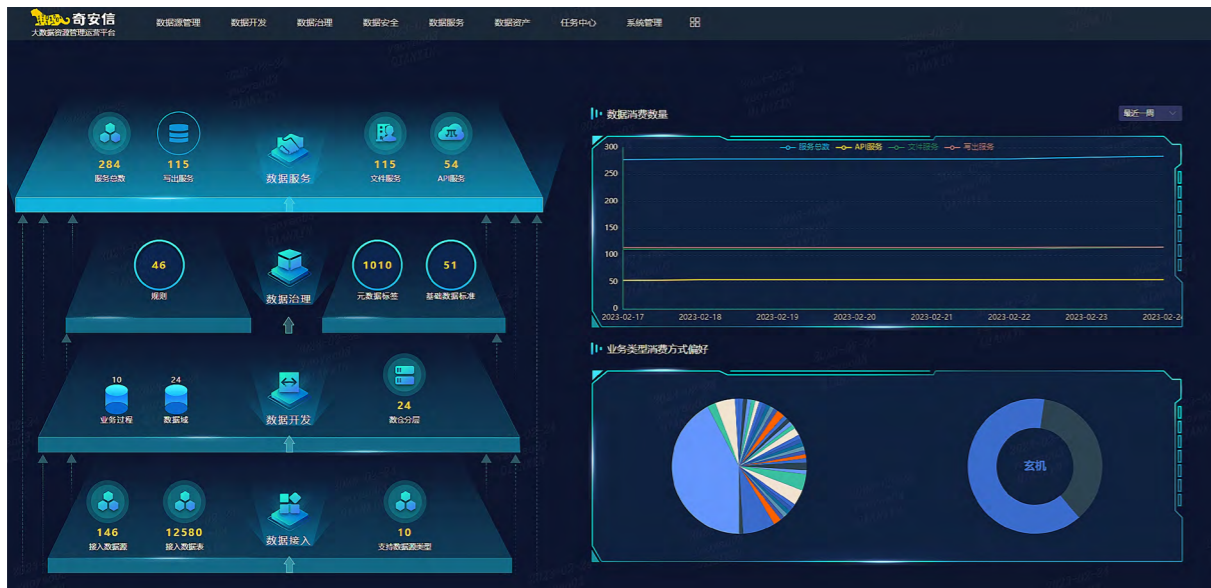 奇安信
大数据资源管理运营平台
数据源管理 数据开发 数据治理 数据安全 数据服务 数据资产 任务中心 系统管理
284 115 115 54
服务总数 写出服务 数据服务 文件服务 API服务
46 1010 51
规则 数据治理 元数据标签 基础数据标准
10 24 24
业务过程 数据域 数据开发 数仓分层
146 12580 10
接入数据源 接入数据表 数据接入 支持数据源类型
数据消费数量
最近一周
服务总数 API服务 文件服务 写出服务
300
250
200
150
100
50
0
2023-02-17 2023-02-18 2023-02-19 2023-02-20 2023-02-21 2023-02-22 2023-02-23 2023-02-24
业务类型消费方式偏好
玄机